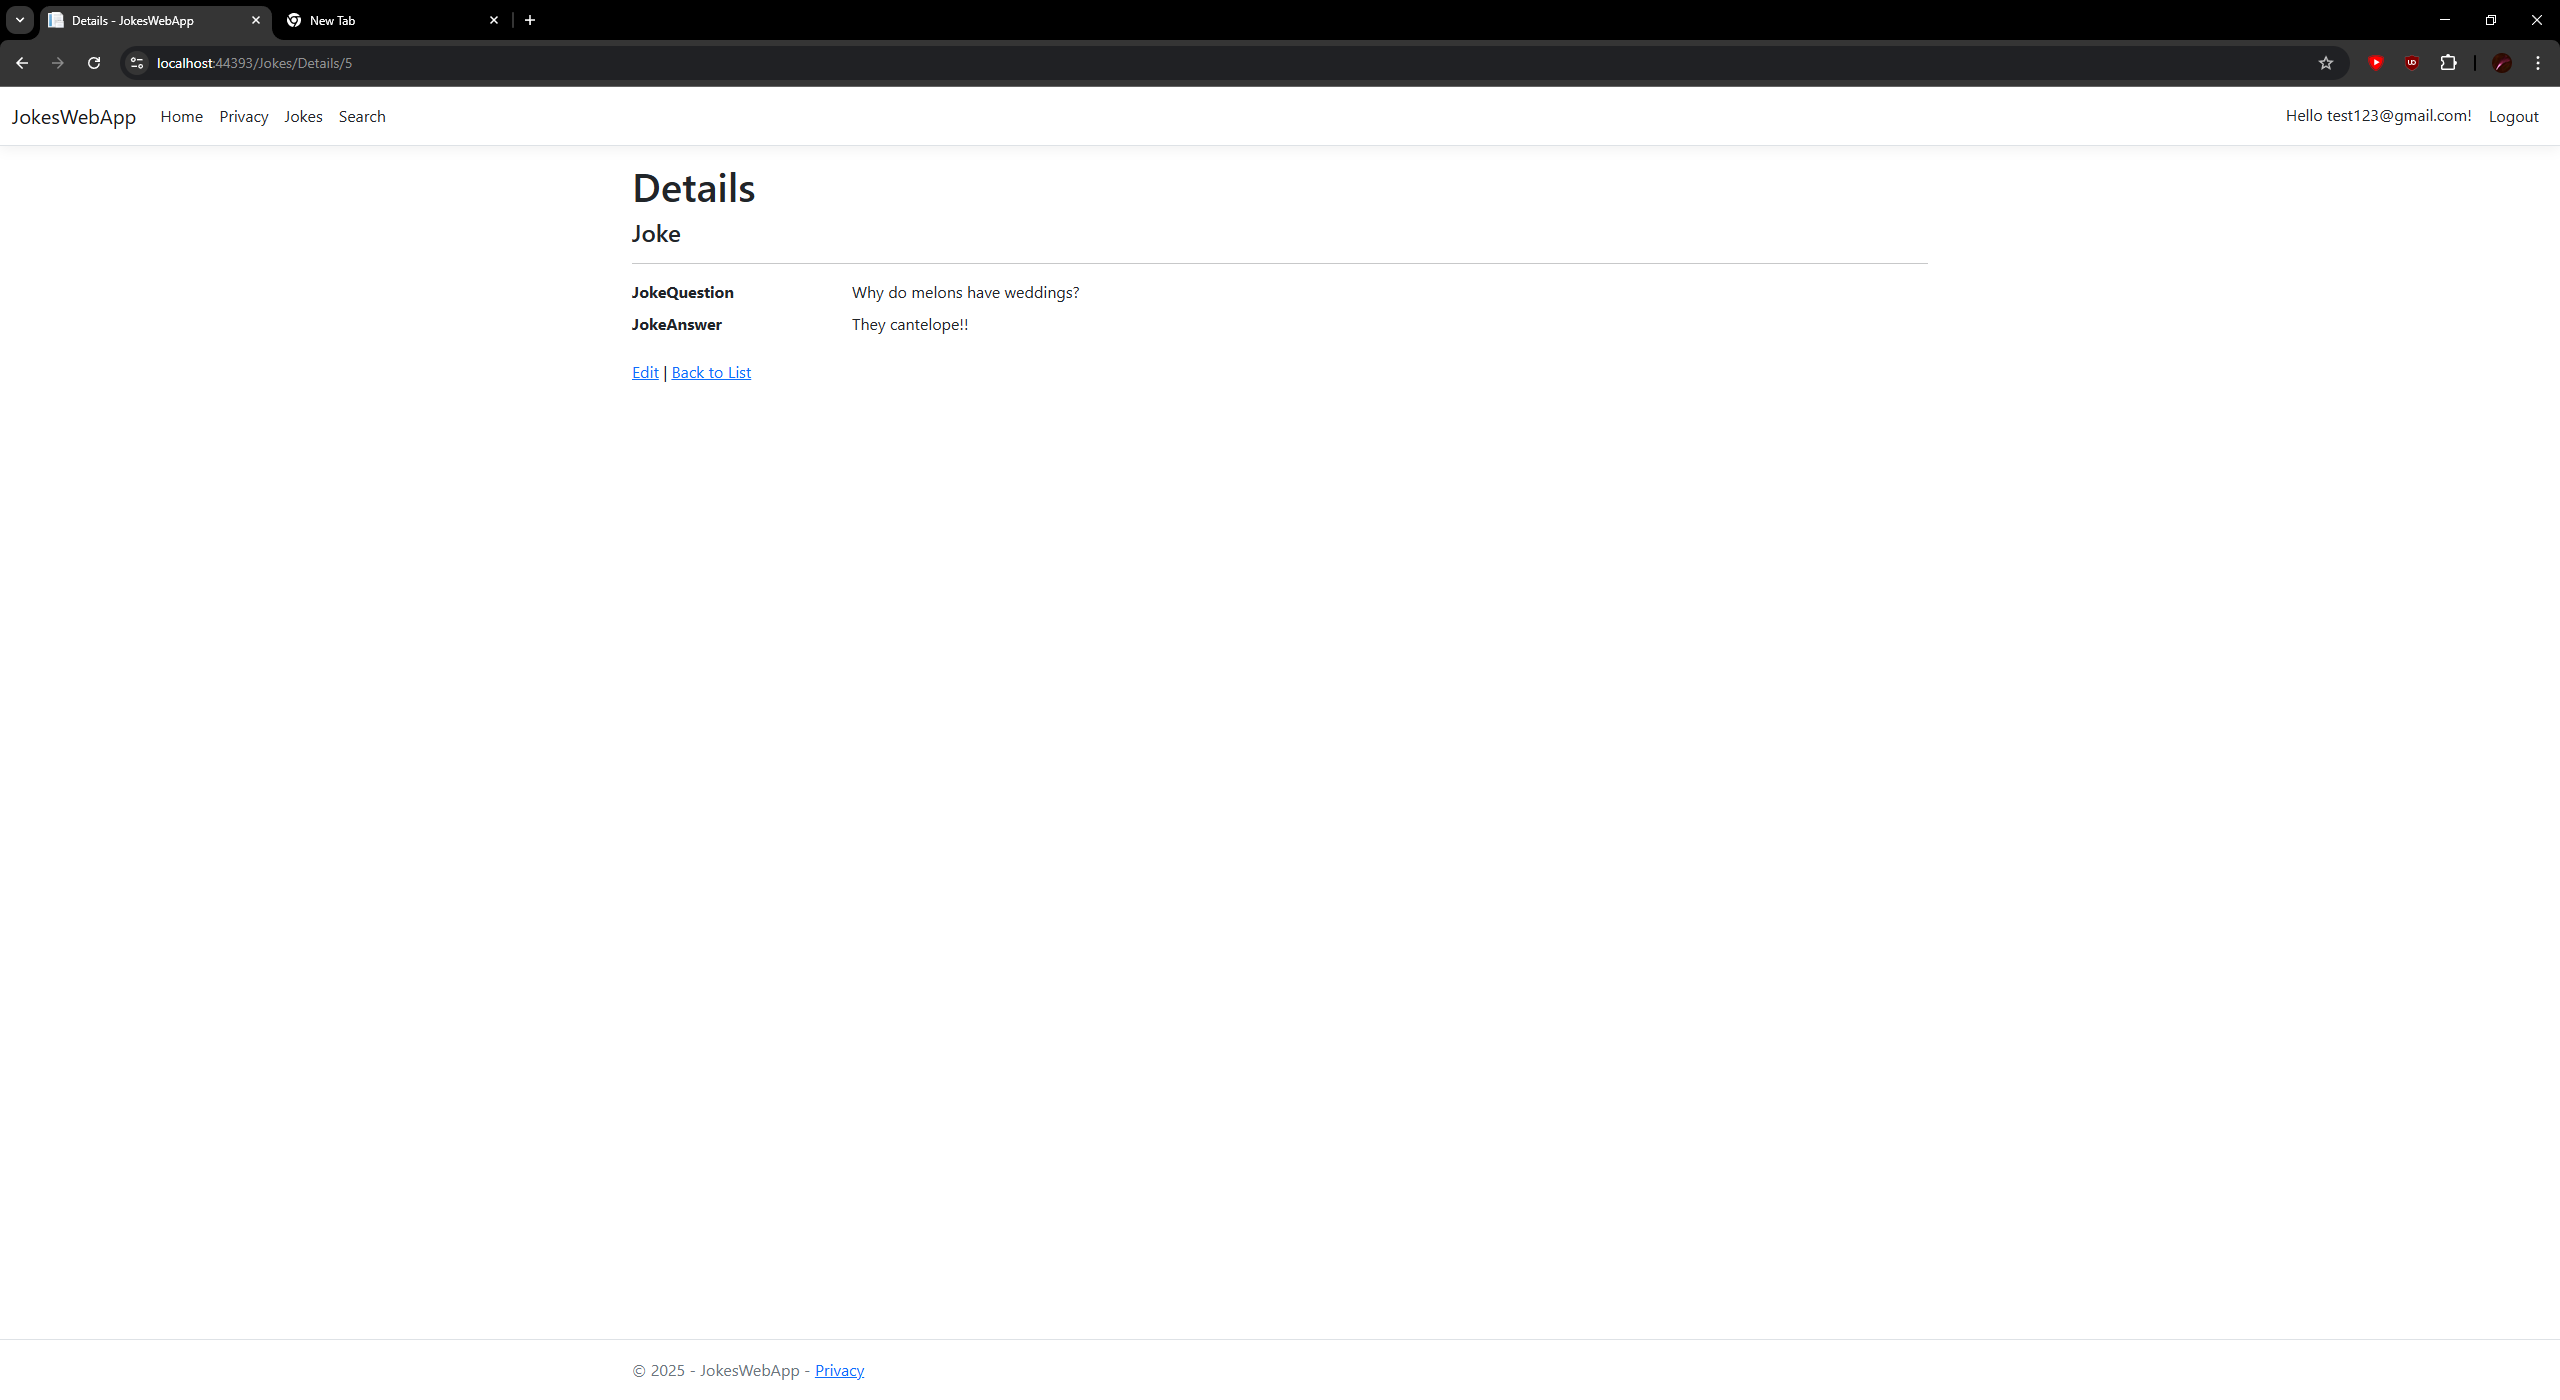 Details - JokesWebApp
New Tab
localhost:44393/Jokes/Details/5
JokesWebApp Home Privacy Jokes Search Hello test123@gmail.com! Logout
Details
Joke
JokeQuestion Why do melons have weddings?
JokeAnswer They cantelope!!
Edit | Back to List
© 2025 - JokesWebApp - Privacy